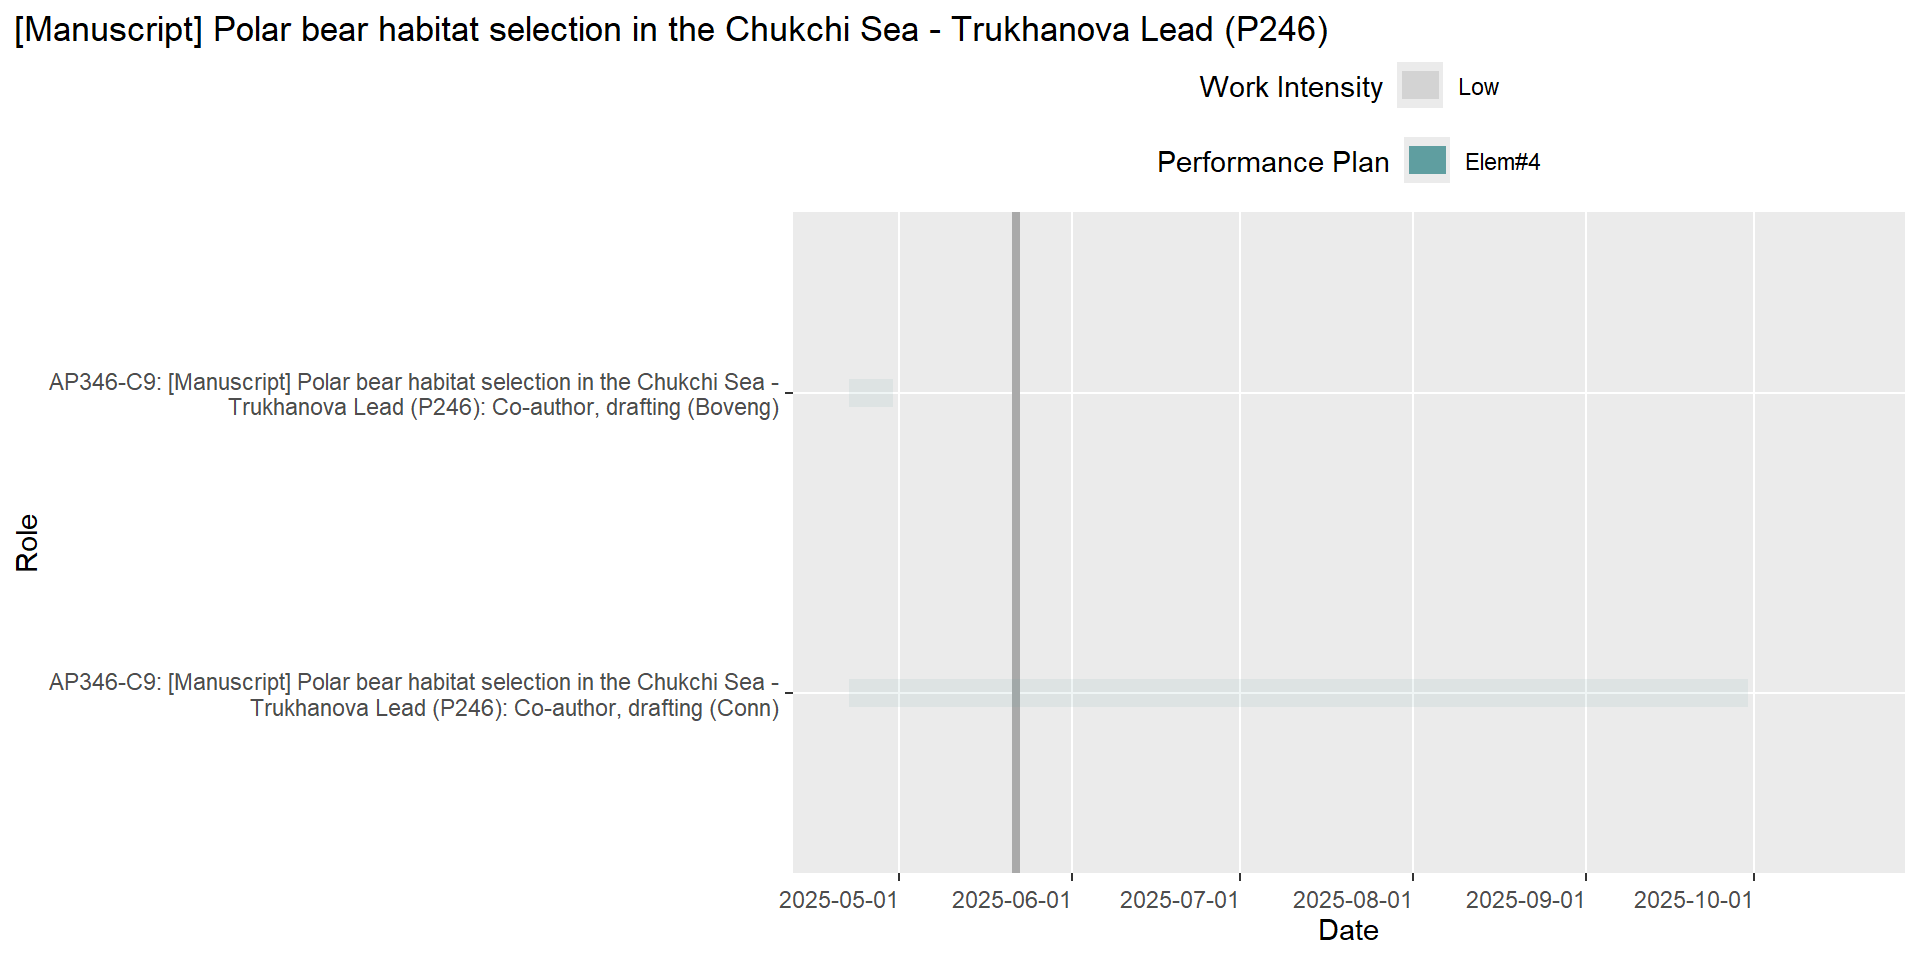 [Manuscript] Polar bear habitat selection in the Chukchi Sea - Trukhanova Lead (P246)
Work Intensity
Low
Performance Plan
Elem#4
Role
AP346-C9: [Manuscript] Polar bear habitat selection in the Chukchi Sea -
Trukhanova Lead (P246): Co-author, drafting (Boveng)
AP346-C9: [Manuscript] Polar bear habitat selection in the Chukchi Sea -
Trukhanova Lead (P246): Co-author, drafting (Conn)
2025-05-01
2025-06-01
2025-07-01
2025-08-01
2025-09-01
2025-10-01
Date